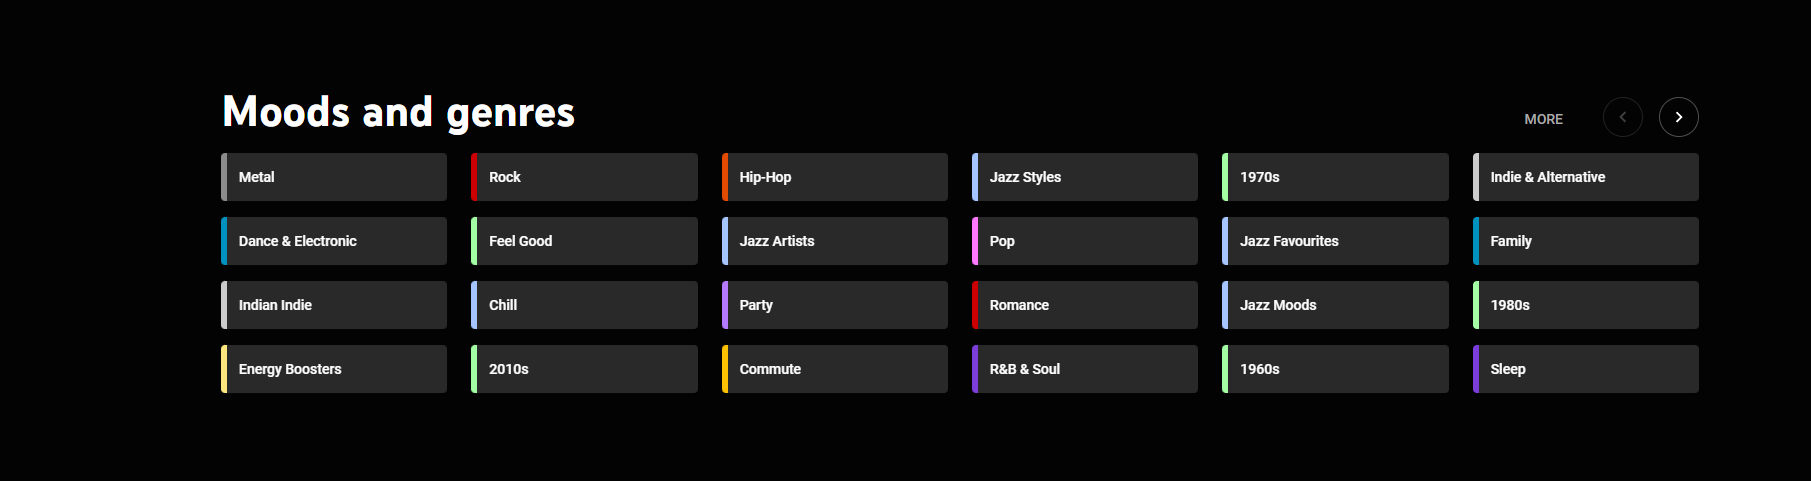 Moods and genres
MORE
Metal
Rock
Hip-Hop
Jazz Styles
1970s
Indie & Alternative
Dance & Electronic
Feel Good
Jazz Artists
Pop
Jazz Favourites
Family
Indian Indie
Chill
Party
Romance
Jazz Moods
1980s
Energy Boosters
2010s
Commute
R&B & Soul
1960s
Sleep